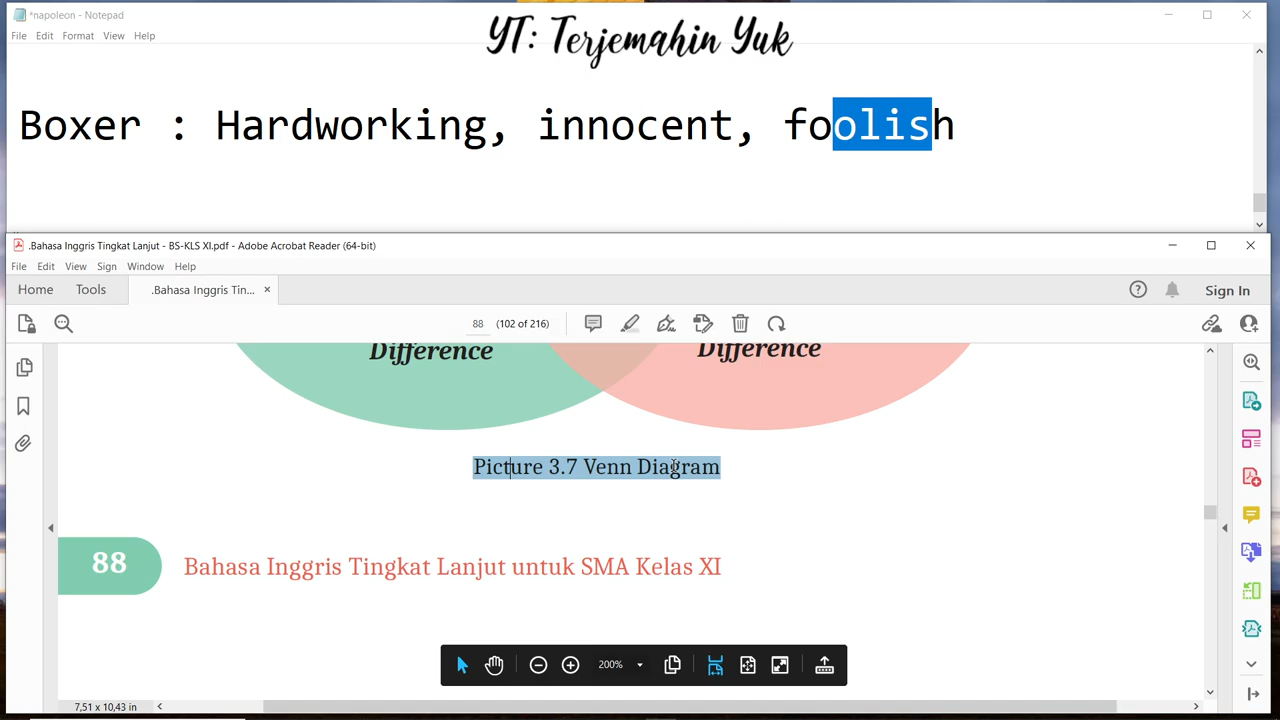 *napoleon - Notepad
YT: Terjemahin Yuk
File Edit Format View Help
Boxer : Hardworking, innocent, foolish
.Bahasa Inggris Tingkat Lanjut - BS-KLS XI.pdf - Adobe Acrobat Reader (64-bit)
File Edit View Sign Window Help
Home Tools .Bahasa Inggris Tin... × Sign In
88 (102 of 216)
Difference Difference
Picture 3.7 Venn Diagram
88 Bahasa Inggris Tingkat Lanjut untuk SMA Kelas XI
200%
7,51 x 10,43 in